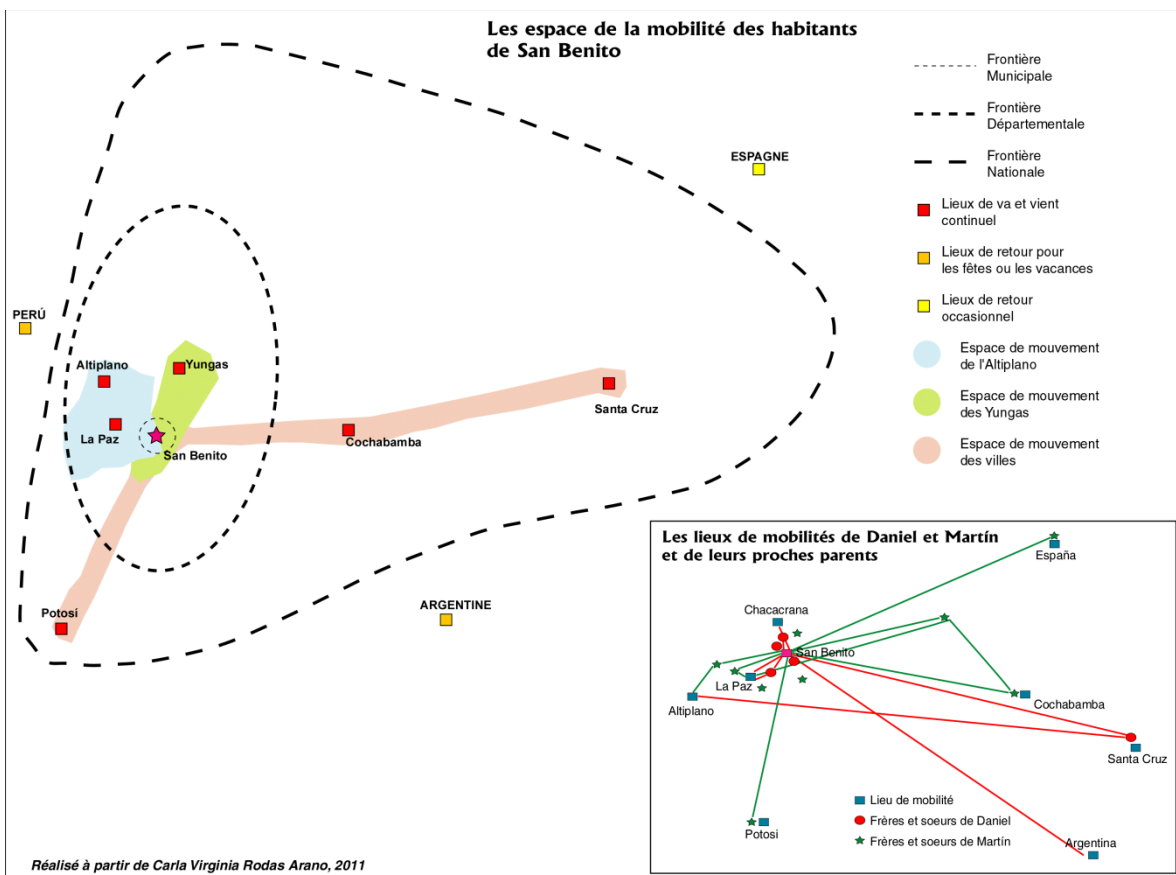 Les espace de la mobilité des habitants
de San Benito
Frontière
Municipale
Frontière
Départementale
Frontière
Nationale
Lieux de va et vient
continuel
Lieux de retour pour
les fêtes ou les vacances
Lieux de retour
occasionnel
Espace de mouvement
de l'Altiplano
Espace de mouvement
des Yungas
Espace de mouvement
des villes
ESPAGNE
PERÚ
Altiplano
Yungas
La Paz
San Benito
Cochabamba
Santa Cruz
Potosí
ARGENTINE
Les lieux de mobilités de Daniel et Martín
et de leurs proches parents
España
Chacacrana
San Benito
La Paz
Altiplano
Cochabamba
Santa Cruz
Potosi
Argentina
Lieu de mobilité
Frères et soeurs de Daniel
Frères et soeurs de Martín
Réalisé à partir de Carla Virginia Rodas Arano, 2011